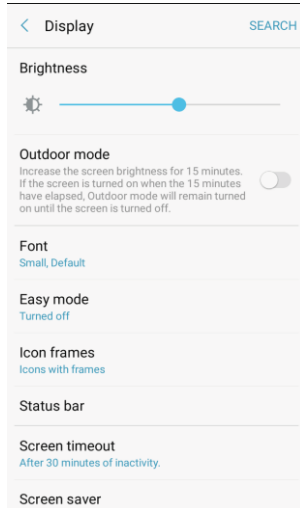 Display SEARCH
Brightness
Outdoor mode
Increase the screen brightness for 15 minutes.
If the screen is turned on when the 15 minutes
have elapsed, Outdoor mode will remain turned
on until the screen is turned off.
Font
Small, Default
Easy mode
Turned off
Icon frames
Icons with frames
Status bar
Screen timeout
After 30 minutes of inactivity.
Screen saver